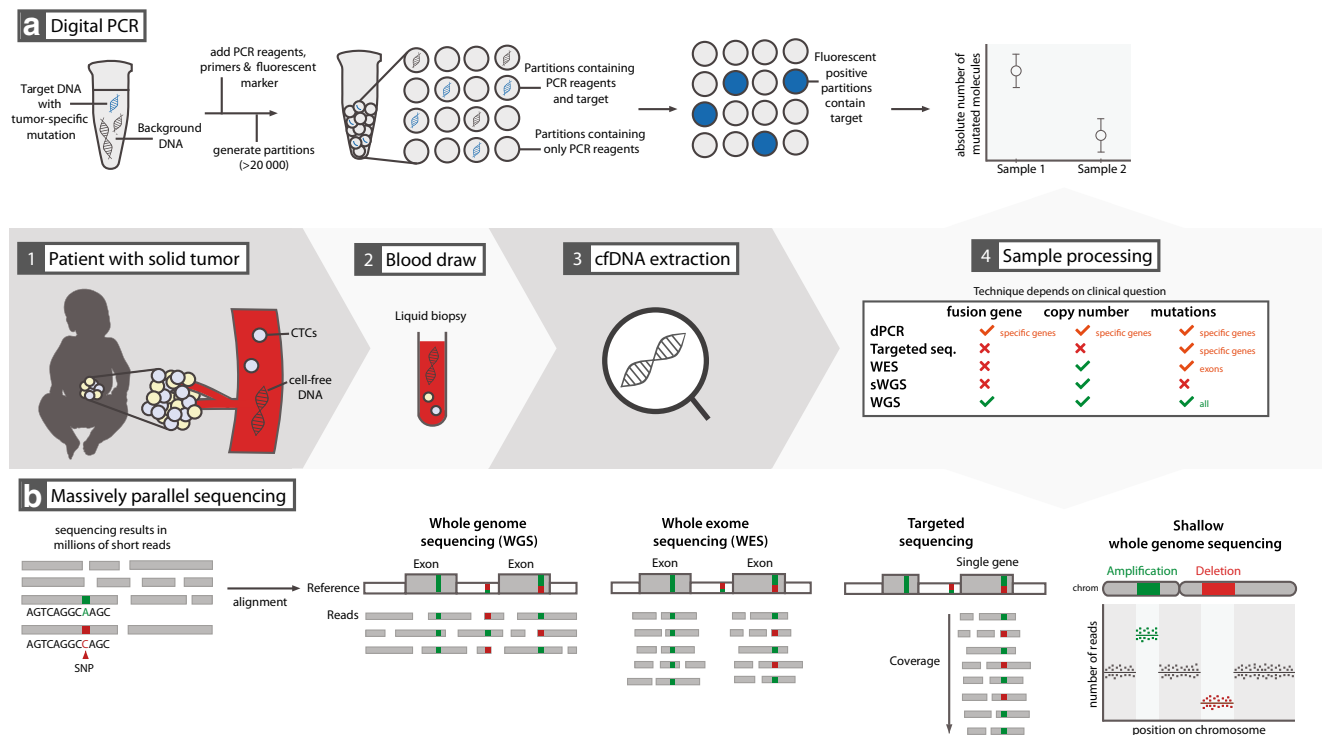 a Digital PCR
Target DNA
with
tumor-specific
mutation
Background
DNA
add PCR reagents,
primers & fluorescent
marker
generate partitions
(>20 000)
Partitions containing
PCR reagents
and target
Partitions containing
only PCR reagents
Fluorescent
positive
partitions
contain
target
absolute number of
mutated molecules
Sample 1
Sample 2
1 Patient with solid tumor
CTCs
cell-free
DNA
2 Blood draw
Liquid biopsy
3 cfDNA extraction
4 Sample processing
Technique depends on clinical question
fusion gene copy number mutations
dPCR specific genes specific genes specific genes
Targeted seq. specific genes
WES exons
sWGS
WGS all
b Massively parallel sequencing
sequencing results in
millions of short reads
AGTCAGGCAAGC
AGTCAGGCCAGC
SNP
alignment
Whole genome
sequencing (WGS)
Exon Exon
Reference
Reads
Whole exome
sequencing (WES)
Exon Exon
Targeted
sequencing
Single gene
Coverage
Shallow
whole genome sequencing
Amplification Deletion
chrom
number of reads
position on chromosome